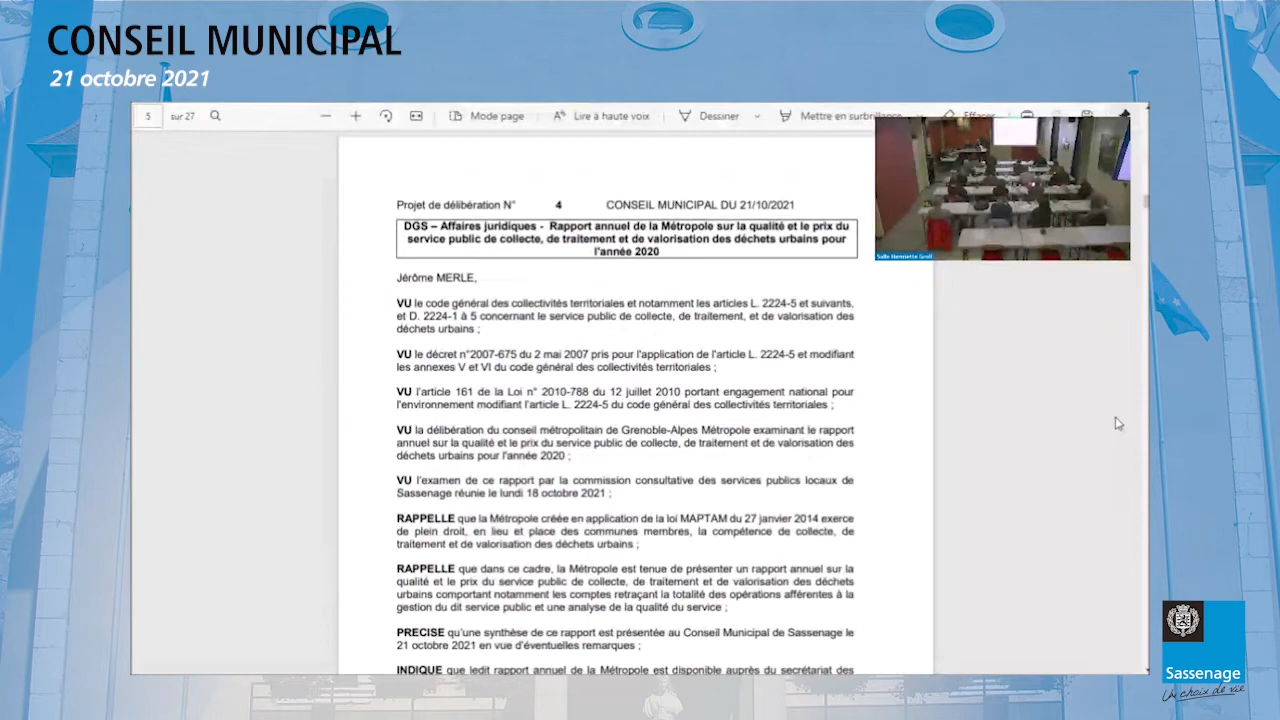 CONSEIL MUNICIPAL
21 octobre 2021
5 sur 27
Mode page
Lire à haute voix
Dessiner
Mettre en surbrillance
Effacer
Salle Henriette Groll
Projet de délibération N° 4 CONSEIL MUNICIPAL DU 21/10/2021
DGS – Affaires juridiques - Rapport annuel de la Métropole sur la qualité et le prix du
service public de collecte, de traitement et de valorisation des déchets urbains pour
l'année 2020
Jérôme MERLE,
VU le code général des collectivités territoriales et notamment les articles L. 2224-5 et suivants,
et D. 2224-1 à 5 concernant le service public de collecte, de traitement, et de valorisation des
déchets urbains ;
VU le décret n°2007-675 du 2 mai 2007 pris pour l'application de l'article L. 2224-5 et modifiant
les annexes V et VI du code général des collectivités territoriales ;
VU l'article 161 de la Loi n° 2010-788 du 12 juillet 2010 portant engagement national pour
l'environnement modifiant l'article L. 2224-5 du code général des collectivités territoriales ;
VU la délibération du conseil métropolitain de Grenoble-Alpes Métropole examinant le rapport
annuel sur la qualité et le prix du service public de collecte, de traitement et de valorisation des
déchets urbains pour l'année 2020 ;
VU l'examen de ce rapport par la commission consultative des services publics locaux de
Sassenage réunie le lundi 18 octobre 2021 ;
RAPPELLE que la Métropole créée en application de la loi MAPTAM du 27 janvier 2014 exerce
de plein droit, en lieu et place des communes membres, la compétence de collecte, de
traitement et de valorisation des déchets urbains ;
RAPPELLE que dans ce cadre, la Métropole est tenue de présenter un rapport annuel sur la
qualité et le prix du service public de collecte, de traitement et de valorisation des déchets
urbains comportant notamment les comptes retraçant la totalité des opérations afférentes à la
gestion du dit service public et une analyse de la qualité du service ;
PRECISE qu'une synthèse de ce rapport est présentée au Conseil Municipal de Sassenage le
21 octobre 2021 en vue d'éventuelles remarques ;
INDIQUE que ledit rapport annuel de la Métropole est disponible auprès du secrétariat des
Sassenage
Un choix de vie